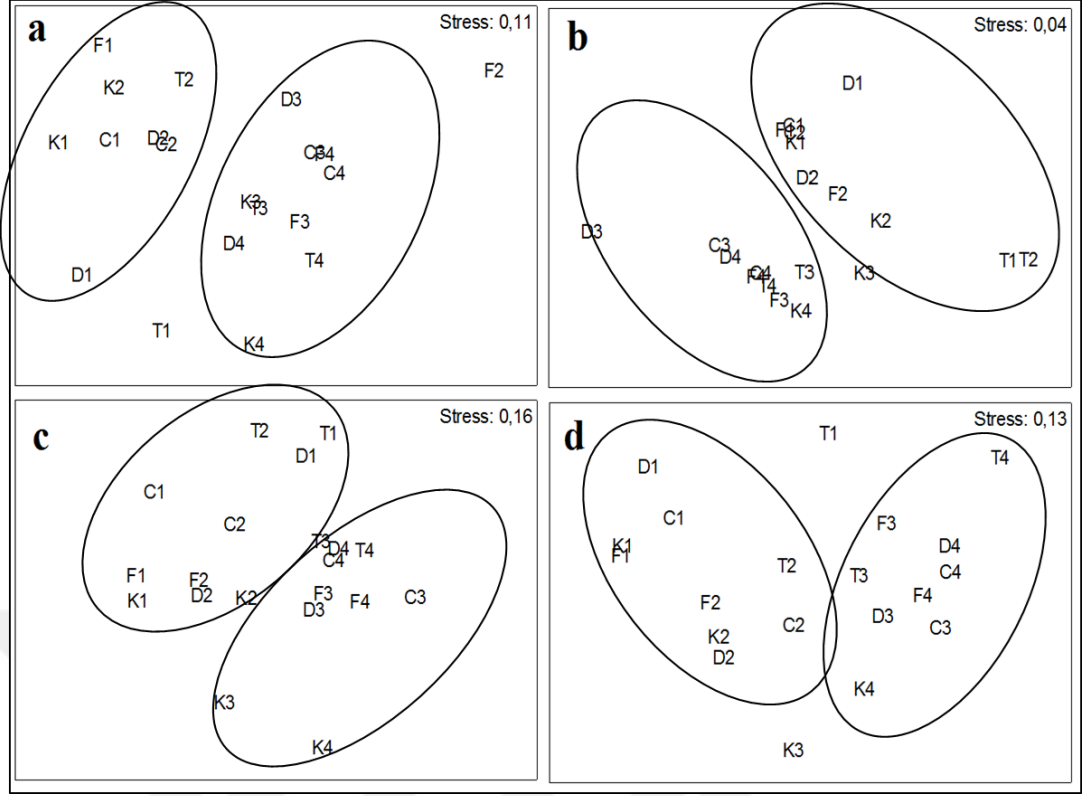 a
Stress: 0,11
F1
F2
K2
T2
D3
K1
C1
D2
C2
C3
F4
C4
K3
T3
F3
D4
T4
D1
T1
K4
b
Stress: 0,04
D1
F1
C1
C2
K1
D2
F2
K2
D3
C3
D4
T1
T2
F4
C4
T3
K3
T4
F3
K4
c
Stress: 0,16
T2
T1
D1
C1
C2
T3
D4
T4
C4
F1
F2
K1
D2
K2
F3
F4
C3
D3
K3
K4
d
Stress: 0,13
T1
T4
D1
C1
F3
K1
F1
D4
T2
T3
C4
F2
F4
D3
C2
C3
K2
D2
K4
K3